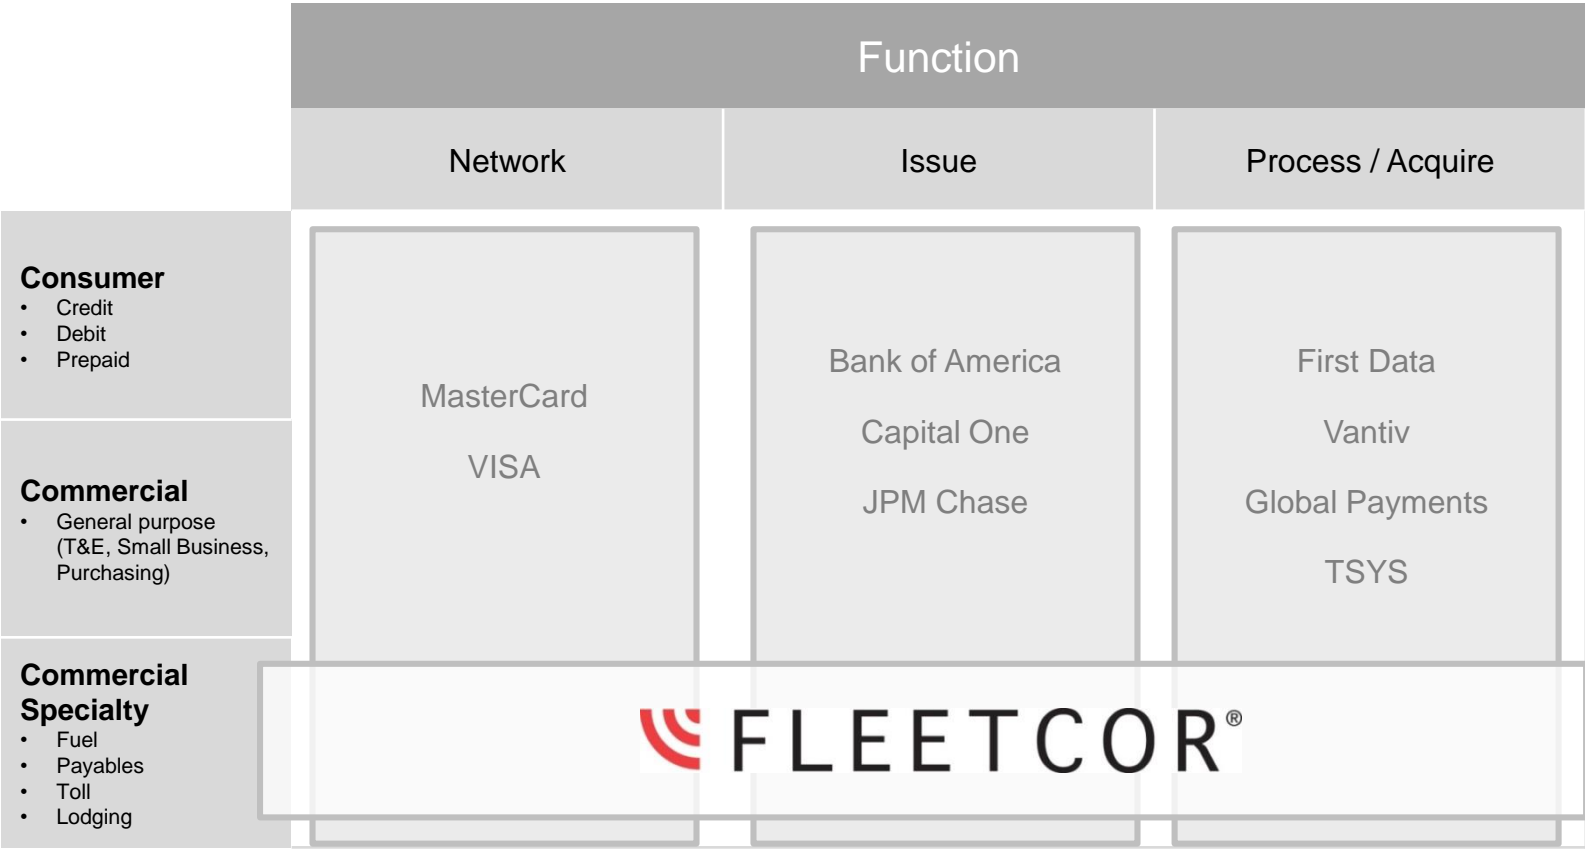 Function
Network
Issue
Process / Acquire
Consumer
• Credit
• Debit
• Prepaid
MasterCard
VISA
Bank of America
Capital One
JPM Chase
First Data
Vantiv
Global Payments
TSYS
Commercial
• General purpose
(T&E, Small Business,
Purchasing)
Commercial
Specialty
• Fuel
• Payables
• Toll
• Lodging
FLEETCOR®